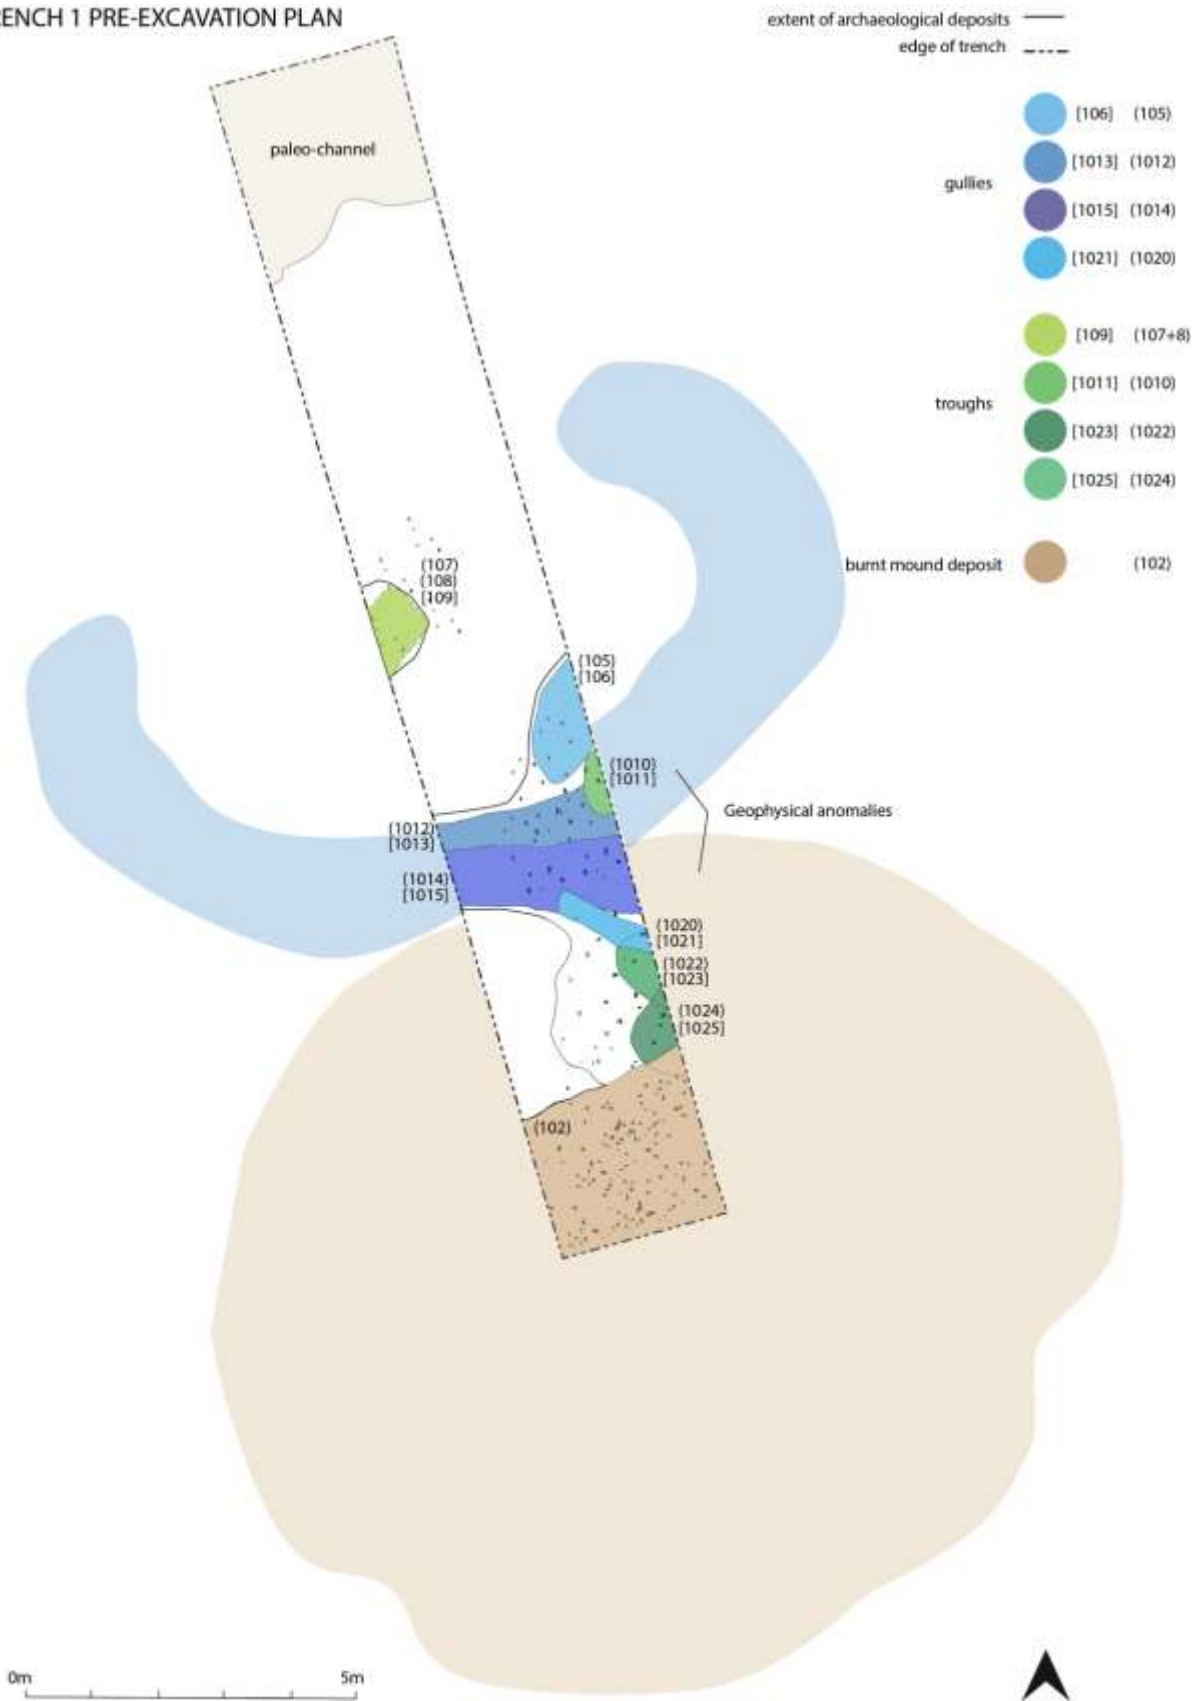 ENCH 1 PRE-EXCAVATION PLAN
extent of archaeological deposits
edge of trench
gullies
[106] (105)
[1013] (1012)
[1015] (1014)
[1021] (1020)
troughs
[109] (107+8)
[1011] (1010)
[1023] (1022)
[1025] (1024)
burnt mound deposit (102)
paleo-channel
(107)
(108)
[109]
(105)
[106]
(1010)
[1011]
Geophysical anomalies
(1012)
[1013]
(1014)
[1015]
(1020)
[1021]
(1022)
[1023]
(1024)
[1025]
(102)
0m 5m